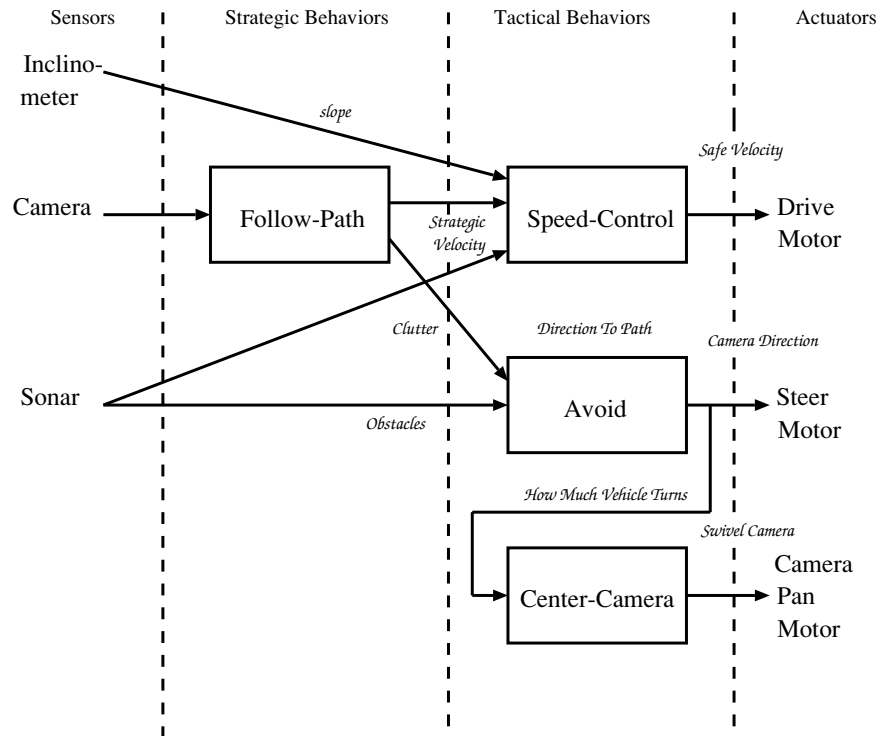 Sensors
Strategic Behaviors
Tactical Behaviors
Actuators
Inclino-
meter
slope
Safe Velocity
Camera
Follow-Path
Strategic
Velocity
Speed-Control
Drive
Motor
Clutter
Direction To Path
Camera Direction
Sonar
Obstacles
Avoid
Steer
Motor
How Much Vehicle Turns
Swivel Camera
Center-Camera
Camera
Pan
Motor